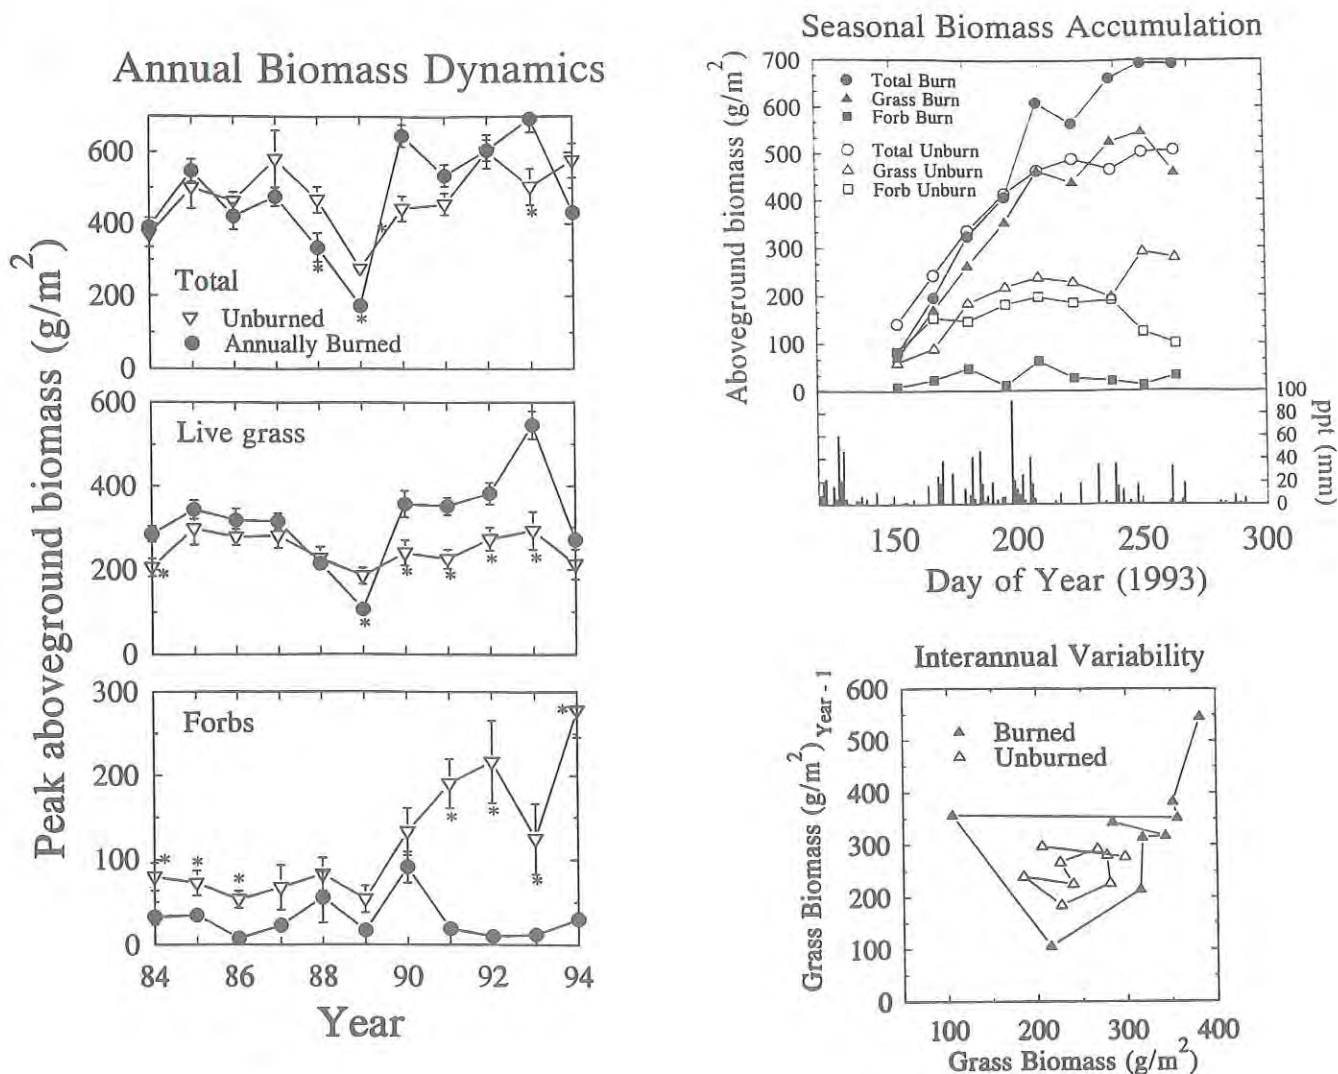 Annual Biomass Dynamics
Peak aboveground biomass (g/m2)
600
400
200
0
Total
Unburned
Annually Burned
*
*
*
*
600
400
200
0
Live grass
*
*
*
*
*
*
300
200
100
0
Forbs
*
*
*
*
*
*
*
84
86
88
90
92
94
Year
Seasonal Biomass Accumulation
Aboveground biomass (g/m2)
700
600
500
400
300
200
100
0
Total Burn
Grass Burn
Forb Burn
Total Unburn
Grass Unburn
Forb Unburn
100
80
60
40
20
0
ppt (mm)
150
200
250
300
Day of Year (1993)
Interannual Variability
Grass Biomass (g/m2) Year - 1
600
500
400
300
200
100
0
Burned
Unburned
100
200
300
400
Grass Biomass (g/m2)